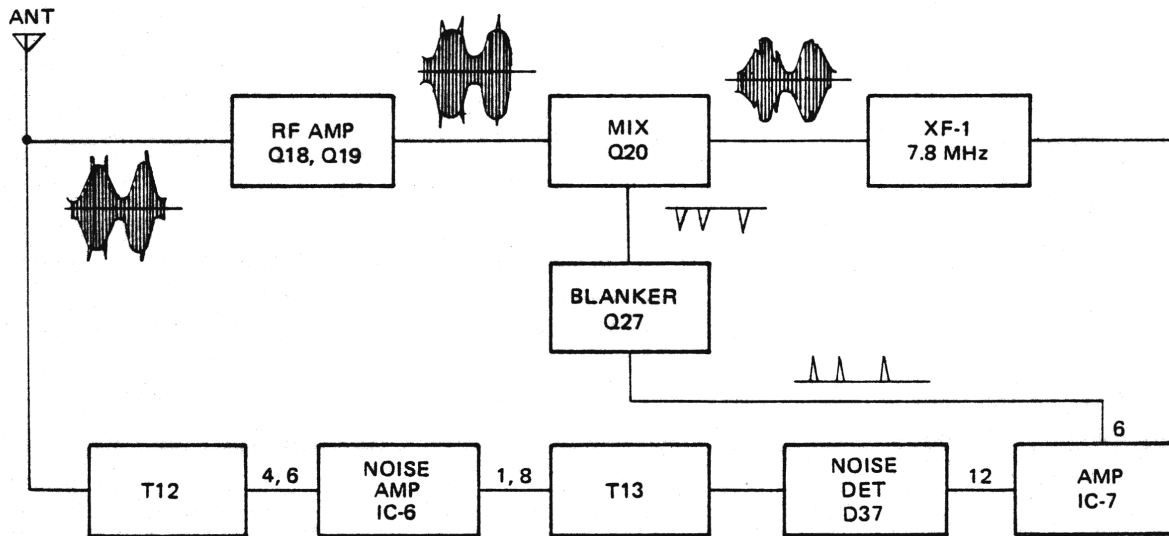 ANT
RF AMP
Q18, Q19
MIX
Q20
XF-1
7.8 MHz
BLANKER
Q27
6
T12
4, 6
NOISE
AMP
IC-6
1, 8
T13
NOISE
DET
D37
12
AMP
IC-7